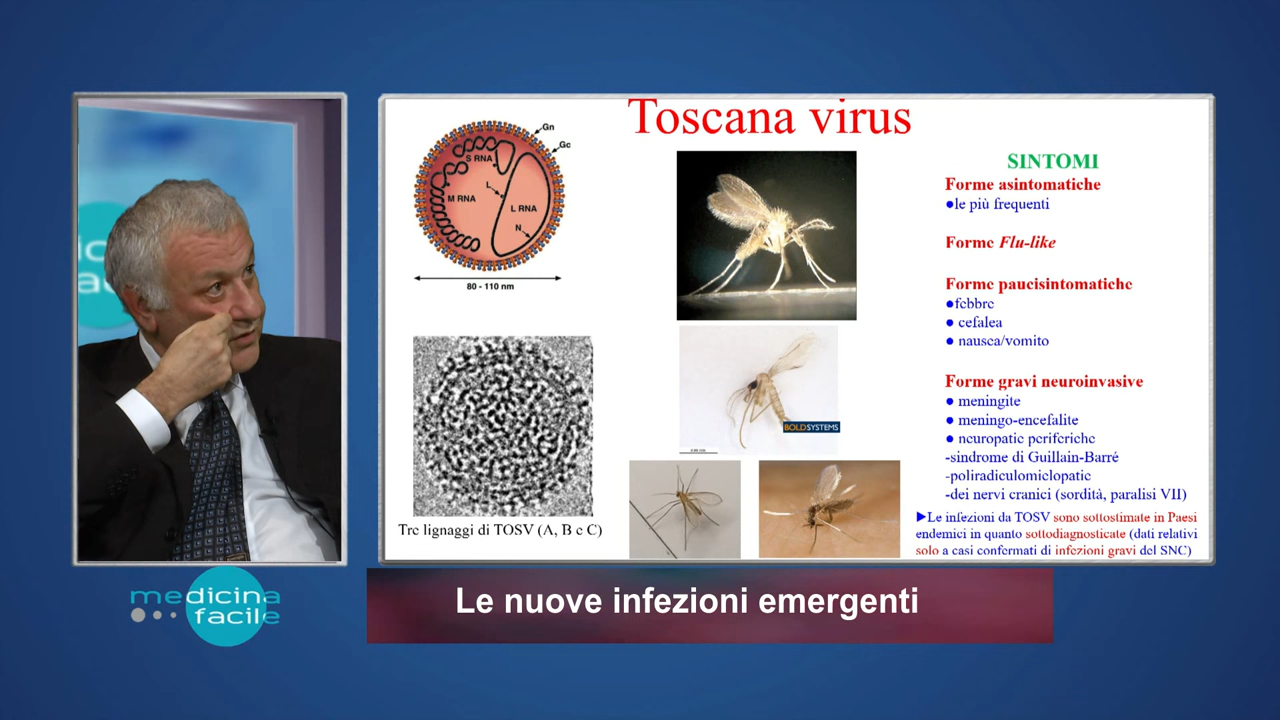 Toscana virus
Gn
Gc
S RNA
M RNA
L
L RNA
N
80 - 110 nm
Tre lignaggi di TOSV (A, B e C)
BOLDSYSTEMS
SINTOMI
Forme asintomatiche
●le più frequenti
Forme Flu-like
Forme paucisintomatiche
●febbre
● cefalea
● nausea/vomito
Forme gravi neuroinvasive
● meningite
● meningo-encefalite
● neuropatie periferiche
-sindrome di Guillain-Barré
-poliradiculomielopatie
-dei nervi cranici (sordità, paralisi VII)
►Le infezioni da TOSV sono sottostimate in Paesi
endemici in quanto sottodiagnosticate (dati relativi
solo a casi confermati di infezioni gravi del SNC)
medicina
facile
Le nuove infezioni emergenti